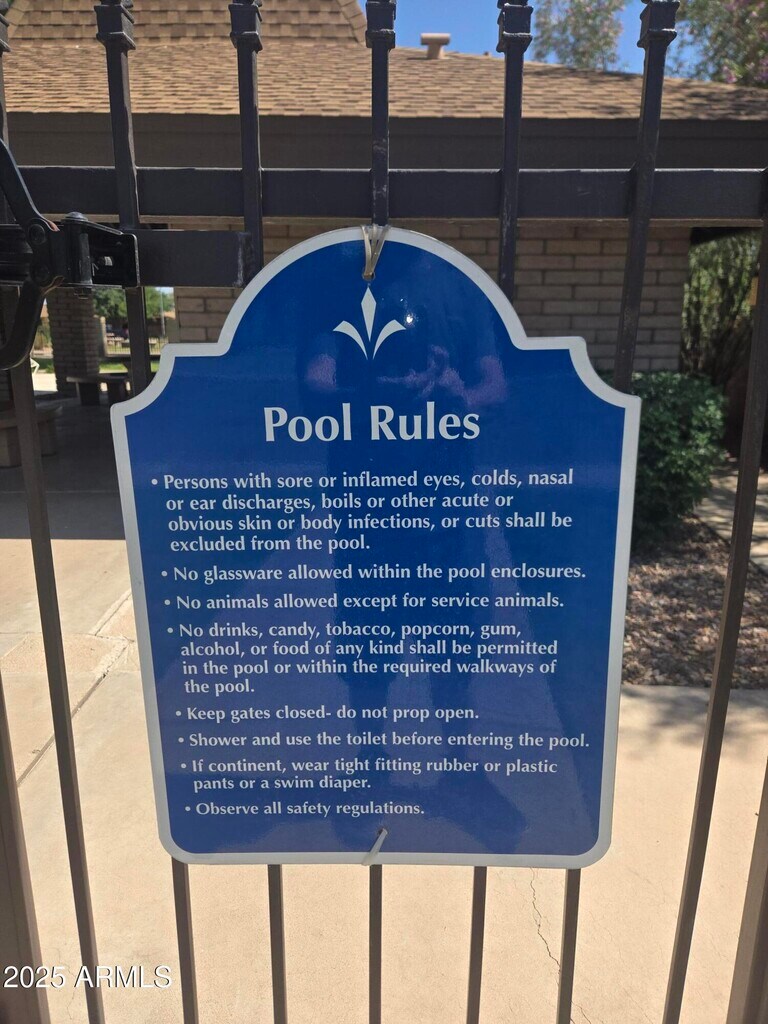 Pool Rules
• Persons with sore or inflamed eyes, colds, nasal
or ear discharges, boils or other acute or
obvious skin or body infections, or cuts shall be
excluded from the pool.
• No glassware allowed within the pool enclosures.
• No animals allowed except for service animals.
• No drinks, candy, tobacco, popcorn, gum,
alcohol, or food of any kind shall be permitted
in the pool or within the required walkways of
the pool.
• Keep gates closed- do not prop open.
• Shower and use the toilet before entering the pool.
• If continent, wear tight fitting rubber or plastic
pants or a swim diaper.
• Observe all safety regulations.
2025 ARMLS